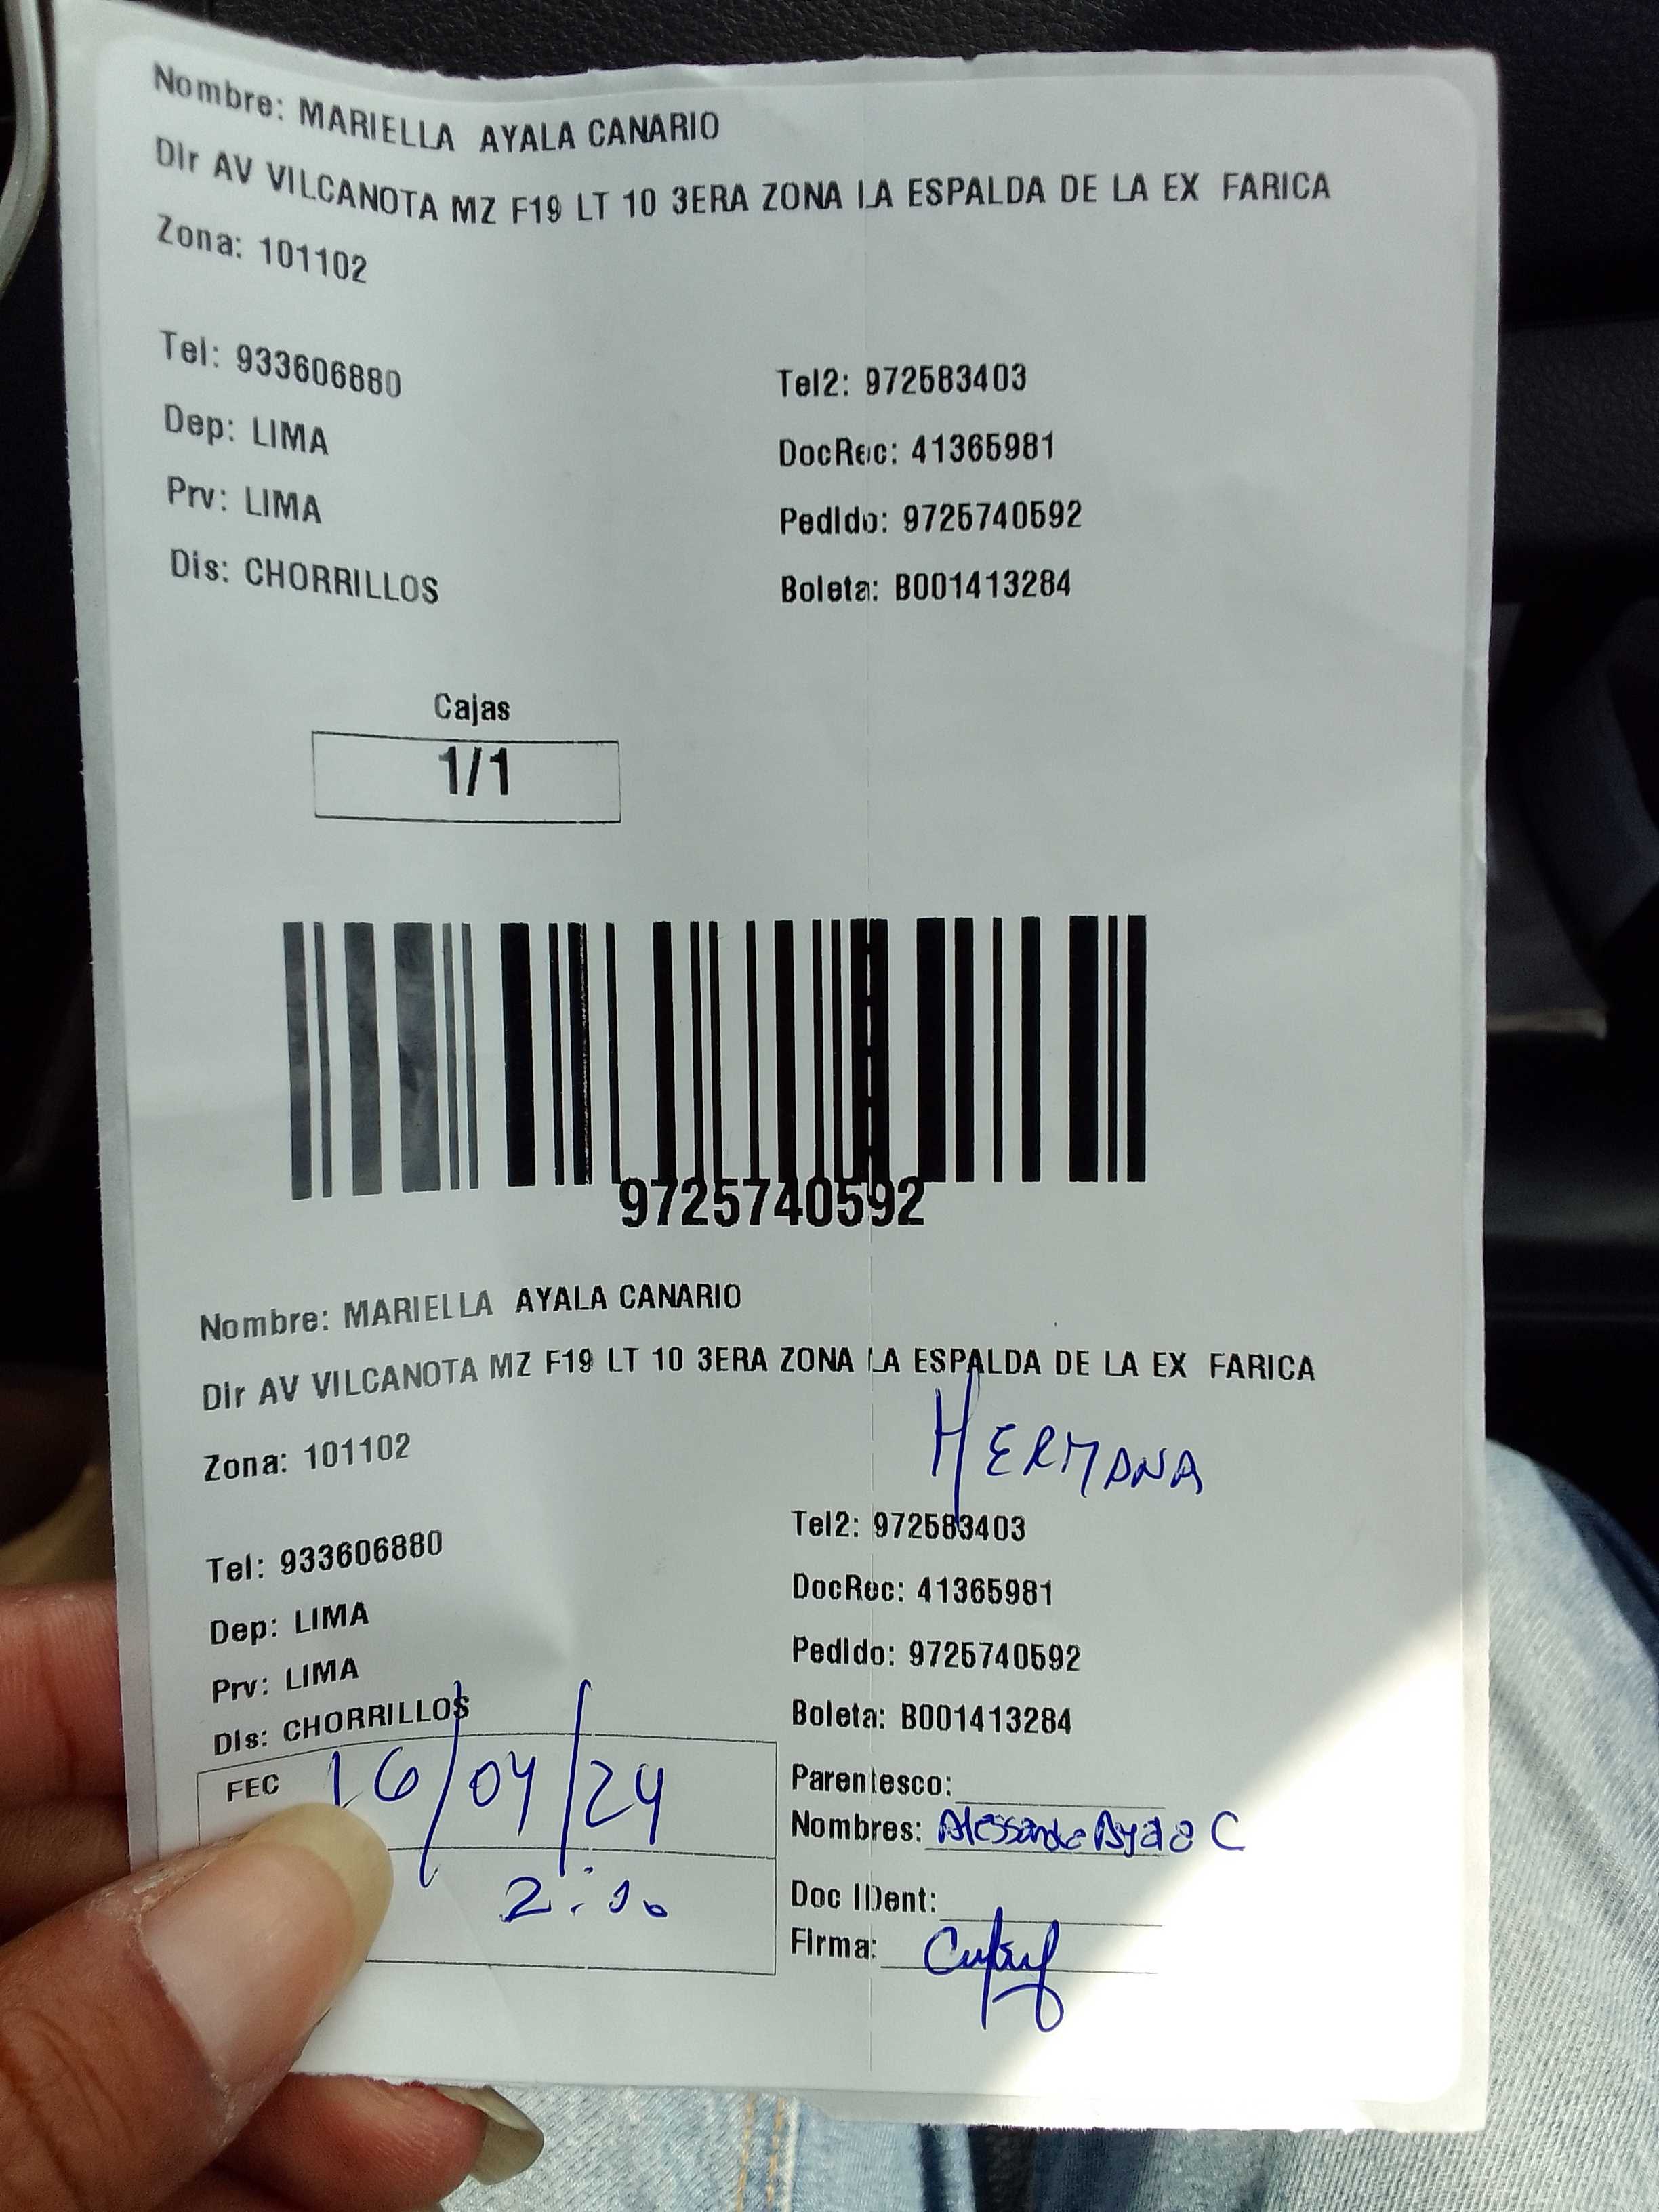 Nombre: MARIELLA AYALA CANARIO
Dir AV VILCANOTA MZ F19 LT 10 3ERA ZONA LA ESPALDA DE LA EX FARICA
Zona: 101102
Tel: 933606880 Tel2: 972583403
Dep: LIMA DocRec: 41365981
Prv: LIMA Pedido: 9725740592
Dis: CHORRILLOS Boleta: B001413284
Cajas
1/1
9725740592
Nombre: MARIELLA AYALA CANARIO
Dir AV VILCANOTA MZ F19 LT 10 3ERA ZONA LA ESPALDA DE LA EX FARICA
HERMANA
Zona: 101102
Tel: 933606880 Tel2: 972583403
Dep: LIMA DocRec: 41365981
Prv: LIMA Pedido: 9725740592
Dis: CHORRILLOS Boleta: B001413284
FEC 16/04/24 Parentesco:
Nombres: Ayala C
Doc IDent:
Firma: